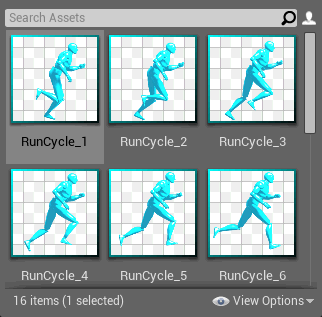 Search Assets
RunCycle_1 RunCycle_2 RunCycle_3
RunCycle_4 RunCycle_5 RunCycle_6
16 items (1 selected) View Options